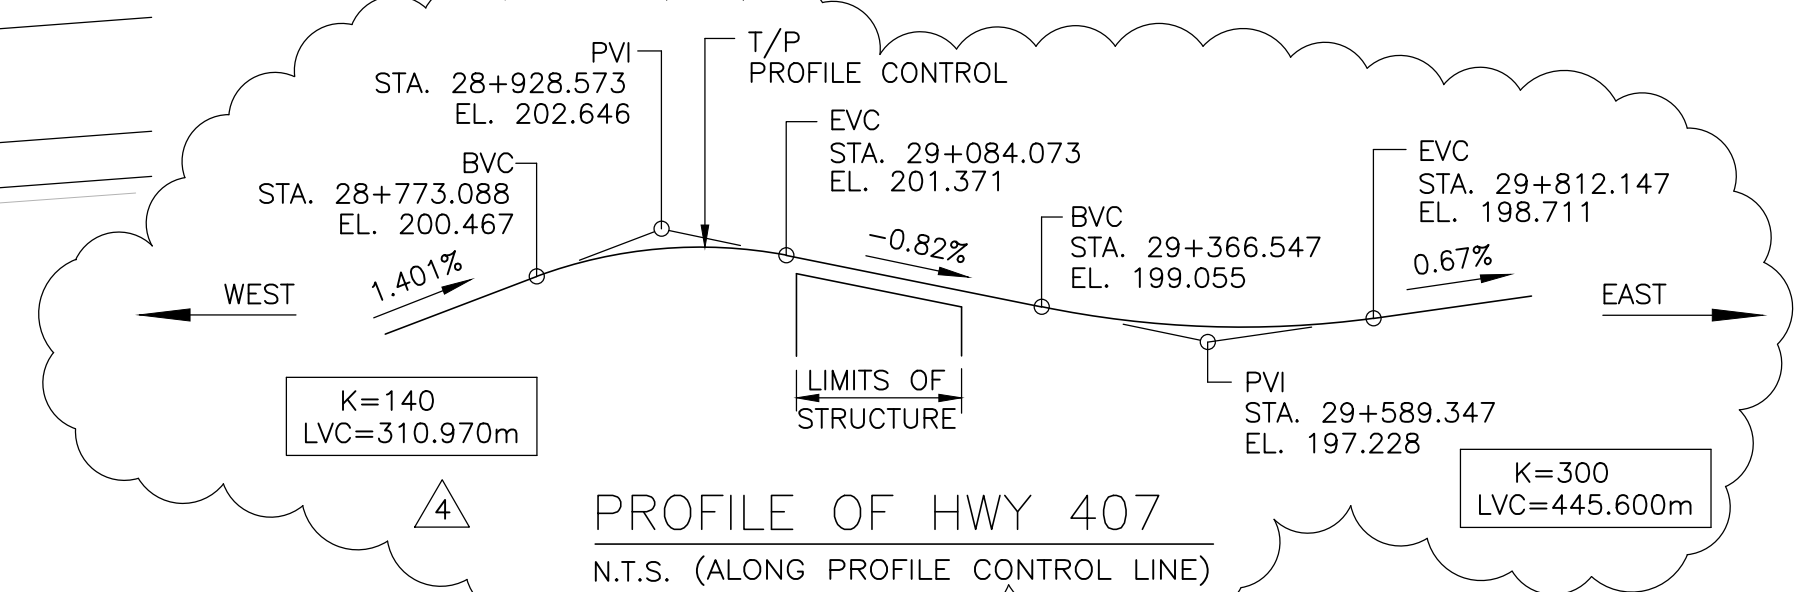 PVI
STA. 28+928.573
EL. 202.646
T/P
PROFILE CONTROL
EVC
STA. 29+084.073
EL. 201.371
BVC
STA. 28+773.088
EL. 200.467
EVC
STA. 29+812.147
EL. 198.711
BVC
STA. 29+366.547
EL. 199.055
-0.82%
0.67%
1.401%
WEST
EAST
LIMITS OF
STRUCTURE
PVI
STA. 29+589.347
EL. 197.228
K=140
LVC=310.970m
K=300
LVC=445.600m
4
PROFILE OF HWY 407
N.T.S. (ALONG PROFILE CONTROL LINE)